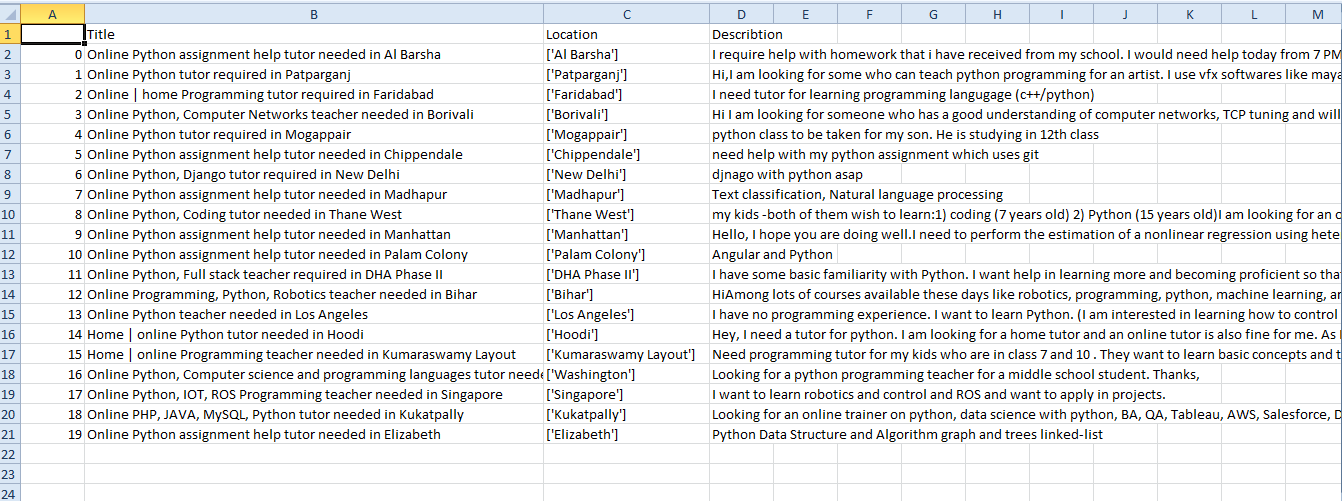 A B C D E F G H I J K L M
1 Title Location Describtion
2 0 Online Python assignment help tutor needed in Al Barsha ['Al Barsha'] I require help with homework that i have received from my school. I would need help today from 7 PM
3 1 Online Python tutor required in Patparganj ['Patparganj'] Hi,I am looking for some who can teach python programming for an artist. I use vfx softwares like maya
4 2 Online | home Programming tutor required in Faridabad ['Faridabad'] I need tutor for learning programming langugage (c++/python)
5 3 Online Python, Computer Networks teacher needed in Borivali ['Borivali'] Hi I am looking for someone who has a good understanding of computer networks, TCP tuning and will
6 4 Online Python tutor required in Mogappair ['Mogappair'] python class to be taken for my son. He is studying in 12th class
7 5 Online Python assignment help tutor needed in Chippendale ['Chippendale'] need help with my python assignment which uses git
8 6 Online Python, Django tutor required in New Delhi ['New Delhi'] djnago with python asap
9 7 Online Python assignment help tutor needed in Madhapur ['Madhapur'] Text classification, Natural language processing
10 8 Online Python, Coding tutor needed in Thane West ['Thane West'] my kids -both of them wish to learn:1) coding (7 years old) 2) Python (15 years old)I am looking for an o
11 9 Online Python assignment help tutor needed in Manhattan ['Manhattan'] Hello, I hope you are doing well.I need to perform the estimation of a nonlinear regression using hete
12 10 Online Python assignment help tutor needed in Palam Colony ['Palam Colony'] Angular and Python
13 11 Online Python, Full stack teacher required in DHA Phase II ['DHA Phase II'] I have some basic familiarity with Python. I want help in learning more and becoming proficient so tha
14 12 Online Programming, Python, Robotics teacher needed in Bihar ['Bihar'] HiAmong lots of courses available these days like robotics, programming, python, machine learning, ar
15 13 Online Python teacher needed in Los Angeles ['Los Angeles'] I have no programming experience. I want to learn Python. (I am interested in learning how to control
16 14 Home | online Python tutor needed in Hoodi ['Hoodi'] Hey, I need a tutor for python. I am looking for a home tutor and an online tutor is also fine for me. As
17 15 Home | online Programming teacher needed in Kumaraswamy Layout ['Kumaraswamy Layout'] Need programming tutor for my kids who are in class 7 and 10 . They want to learn basic concepts and t
18 16 Online Python, Computer science and programming languages tutor neede ['Washington'] Looking for a python programming teacher for a middle school student. Thanks,
19 17 Online Python, IOT, ROS Programming teacher needed in Singapore ['Singapore'] I want to learn robotics and control and ROS and want to apply in projects.
20 18 Online PHP, JAVA, MySQL, Python tutor needed in Kukatpally ['Kukatpally'] Looking for an online trainer on python, data science with python, BA, QA, Tableau, AWS, Salesforce, D
21 19 Online Python assignment help tutor needed in Elizabeth ['Elizabeth'] Python Data Structure and Algorithm graph and trees linked-list
22
23
24